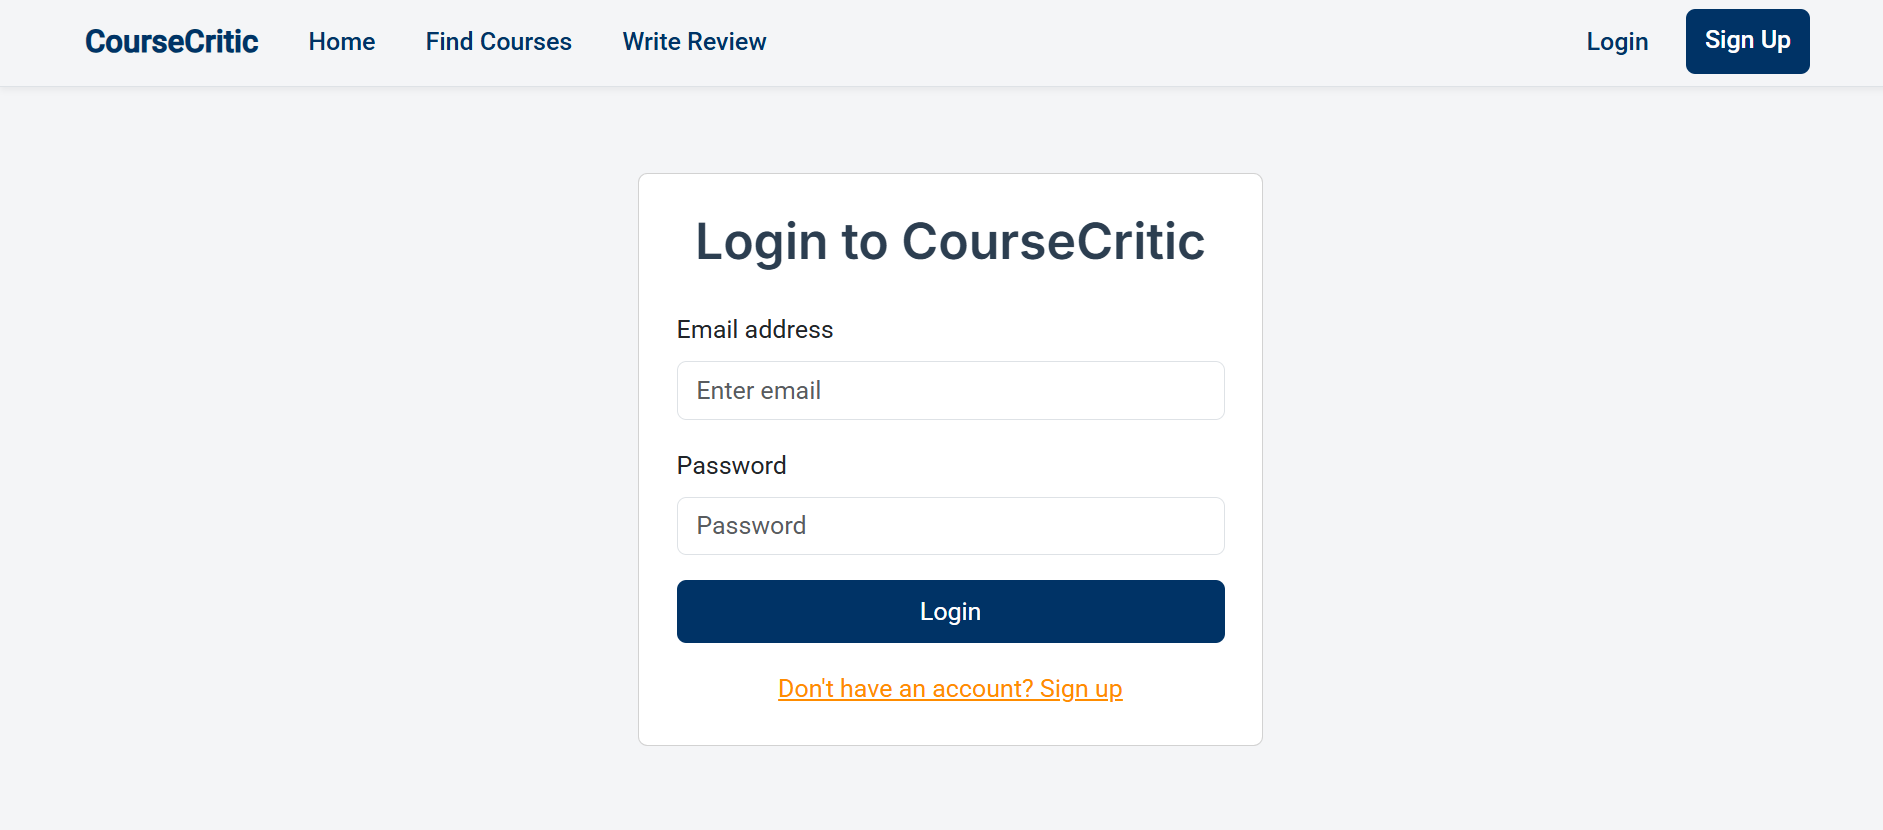 CourseCritic Home Find Courses Write Review Login Sign Up
Login to CourseCritic
Email address
Enter email
Password
Password
Login
Don't have an account? Sign up